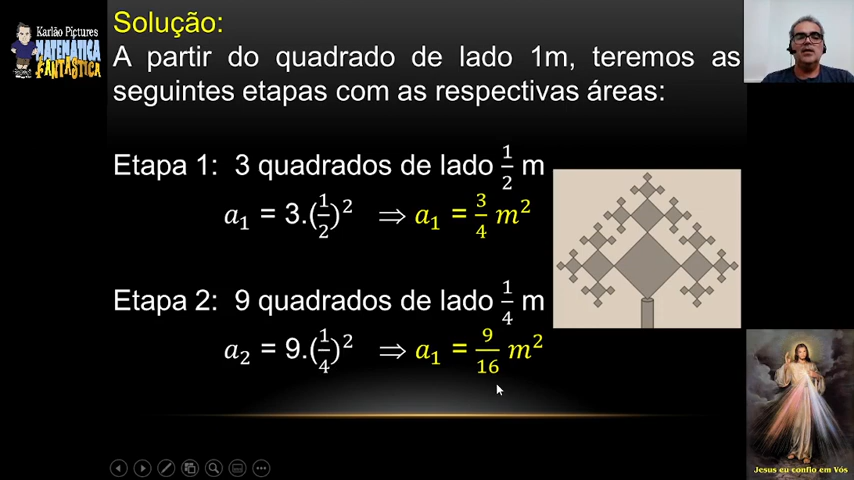 Karlão Pictures
MATEMÁTICA
FANTÁSTICA
Solução:
A partir do quadrado de lado 1m, teremos as
seguintes etapas com as respectivas áreas:
Etapa 1: 3 quadrados de lado 1/2 m
a₁ = 3.(1/2)² ⇒ a₁ = 3/4 m²
Etapa 2: 9 quadrados de lado 1/4 m
a₂ = 9.(1/4)² ⇒ a₁ = 9/16 m²
Jesus eu confio em Vós